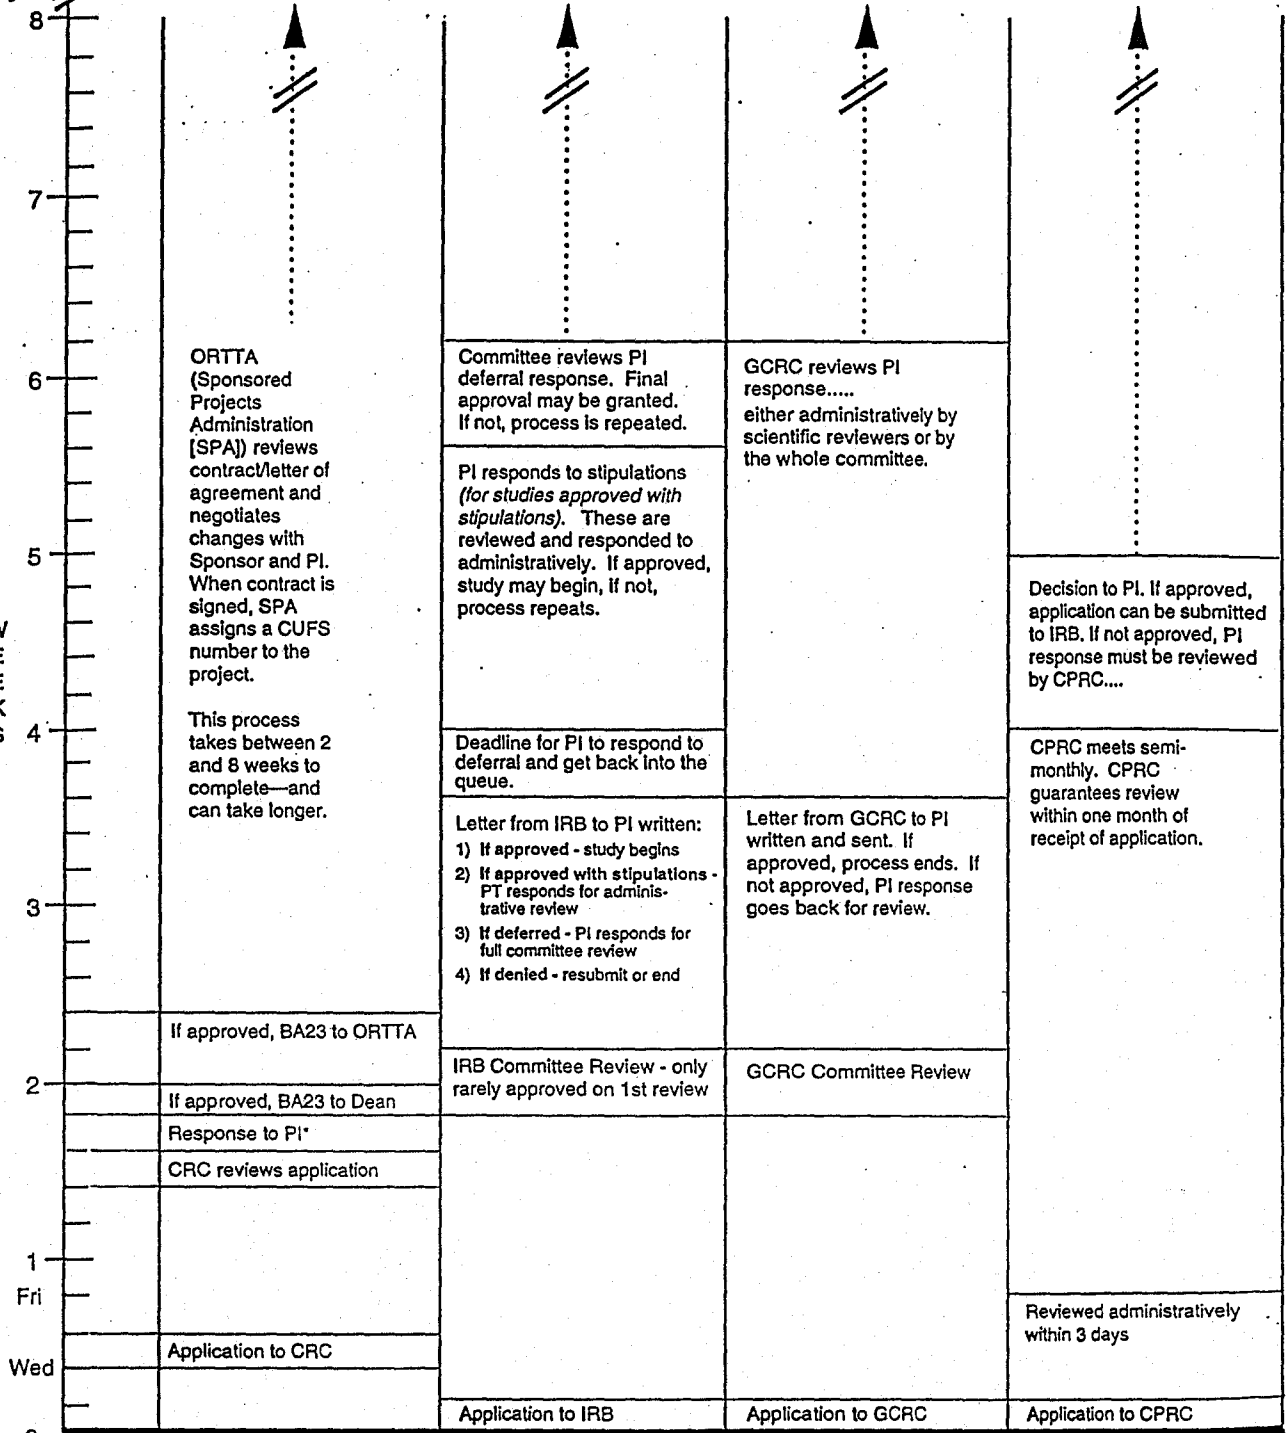 8
7
6
5
4
3
2
1
Fri
Wed
ORTTA
(Sponsored
Projects
Administration
[SPA]) reviews
contract/letter of
agreement and
negotiates
changes with
Sponsor and PI.
When contract is
signed, SPA
assigns a CUFS
number to the
project.
This process
takes between 2
and 8 weeks to
complete—and
can take longer.
If approved, BA23 to ORTTA
If approved, BA23 to Dean
Response to PI*
CRC reviews application
Application to CRC
Committee reviews PI
deferral response. Final
approval may be granted.
If not, process is repeated.
PI responds to stipulations
(for studies approved with
stipulations). These are
reviewed and responded to
administratively. If approved,
study may begin, if not,
process repeats.
Deadline for PI to respond to
deferral and get back into the
queue.
Letter from IRB to PI written:
1) If approved - study begins
2) If approved with stipulations -
PT responds for adminis-
trative review
3) If deferred - PI responds for
full committee review
4) If denied - resubmit or end
IRB Committee Review - only
rarely approved on 1st review
Application to IRB
GCRC reviews PI
response.....
either administratively by
scientific reviewers or by
the whole committee.
Letter from GCRC to PI
written and sent. If
approved, process ends. If
not approved, PI response
goes back for review.
GCRC Committee Review
Application to GCRC
Decision to PI. If approved,
application can be submitted
to IRB. If not approved, PI
response must be reviewed
by CPRC....
CPRC meets semi-
monthly. CPRC
guarantees review
within one month of
receipt of application.
Reviewed administratively
within 3 days
Application to CPRC